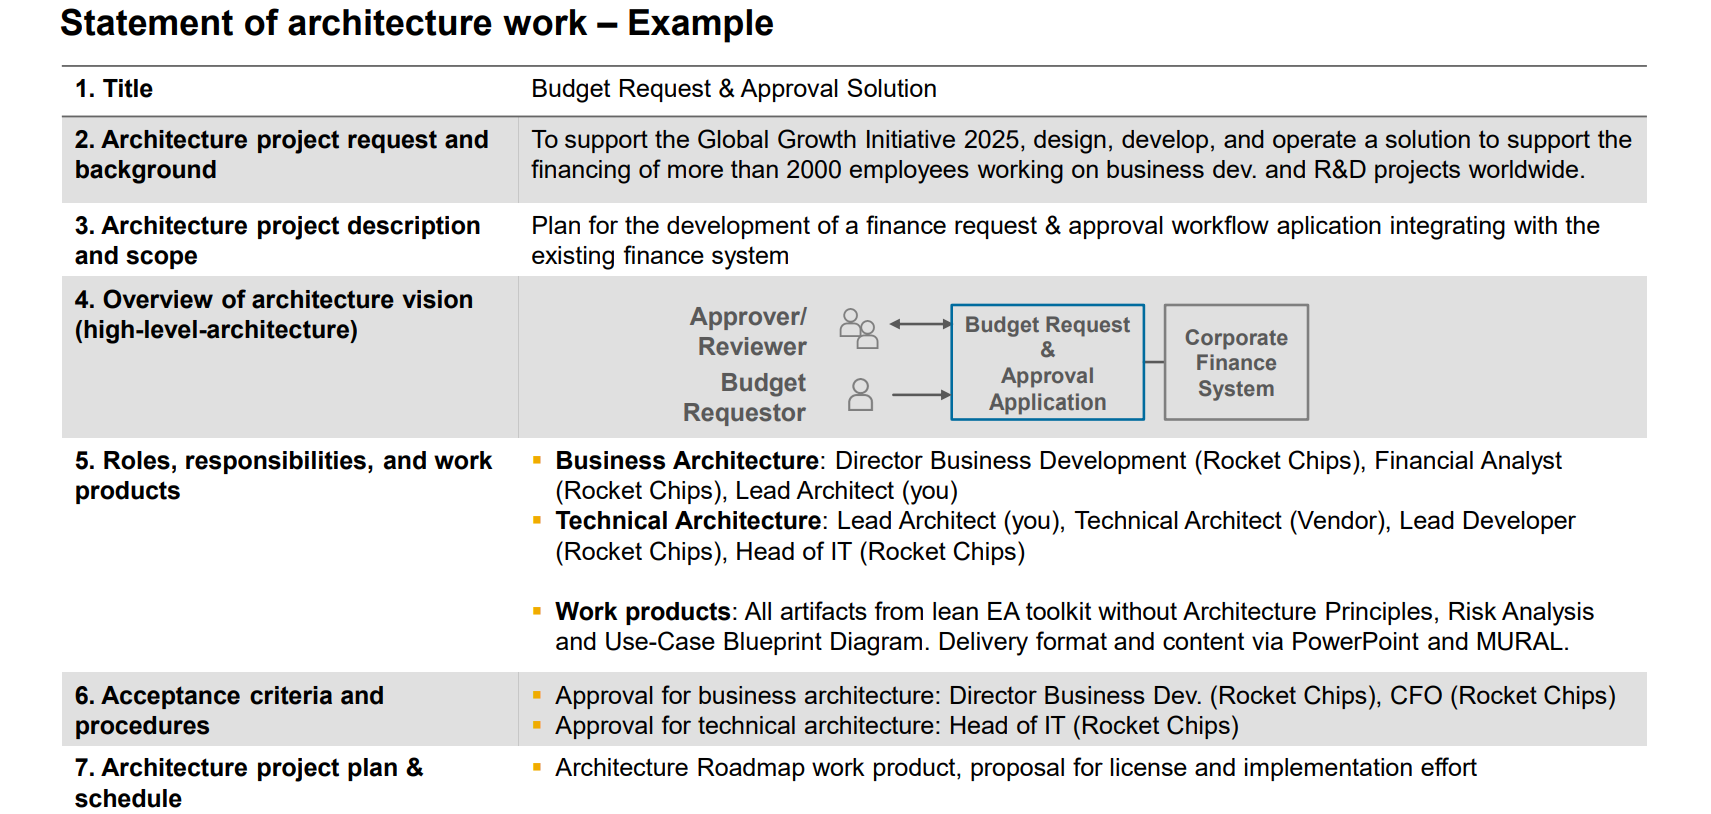 Statement of architecture work – Example
1. Title
Budget Request & Approval Solution
2. Architecture project request and
background
To support the Global Growth Initiative 2025, design, develop, and operate a solution to support the
financing of more than 2000 employees working on business dev. and R&D projects worldwide.
3. Architecture project description
and scope
Plan for the development of a finance request & approval workflow aplication integrating with the
existing finance system
4. Overview of architecture vision
(high-level-architecture)
Approver/
Reviewer
Budget
Requestor
Budget Request
&
Approval
Application
Corporate
Finance
System
5. Roles, responsibilities, and work
products
▪ Business Architecture: Director Business Development (Rocket Chips), Financial Analyst
(Rocket Chips), Lead Architect (you)
▪ Technical Architecture: Lead Architect (you), Technical Architect (Vendor), Lead Developer
(Rocket Chips), Head of IT (Rocket Chips)
▪ Work products: All artifacts from lean EA toolkit without Architecture Principles, Risk Analysis
and Use-Case Blueprint Diagram. Delivery format and content via PowerPoint and MURAL.
6. Acceptance criteria and
procedures
▪ Approval for business architecture: Director Business Dev. (Rocket Chips), CFO (Rocket Chips)
▪ Approval for technical architecture: Head of IT (Rocket Chips)
7. Architecture project plan &
schedule
▪ Architecture Roadmap work product, proposal for license and implementation effort